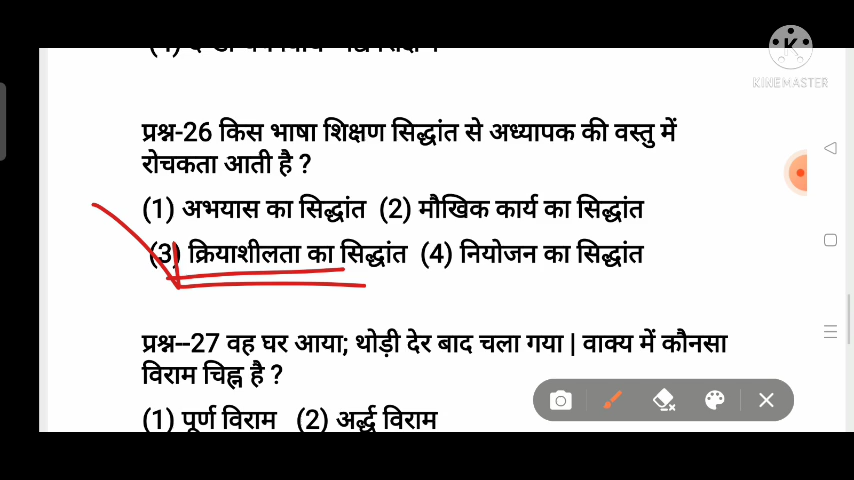 KINEMASTER
प्रश्न-26 किस भाषा शिक्षण सिद्धांत से अध्यापक की वस्तु में
रोचकता आती है ?
(1) अभयास का सिद्धांत (2) मौखिक कार्य का सिद्धांत
(3) क्रियाशीलता का सिद्धांत (4) नियोजन का सिद्धांत
प्रश्न--27 वह घर आया; थोड़ी देर बाद चला गया | वाक्य में कौनसा
विराम चिह्न है ?
(1) पूर्ण विराम (2) अर्द्ध विराम